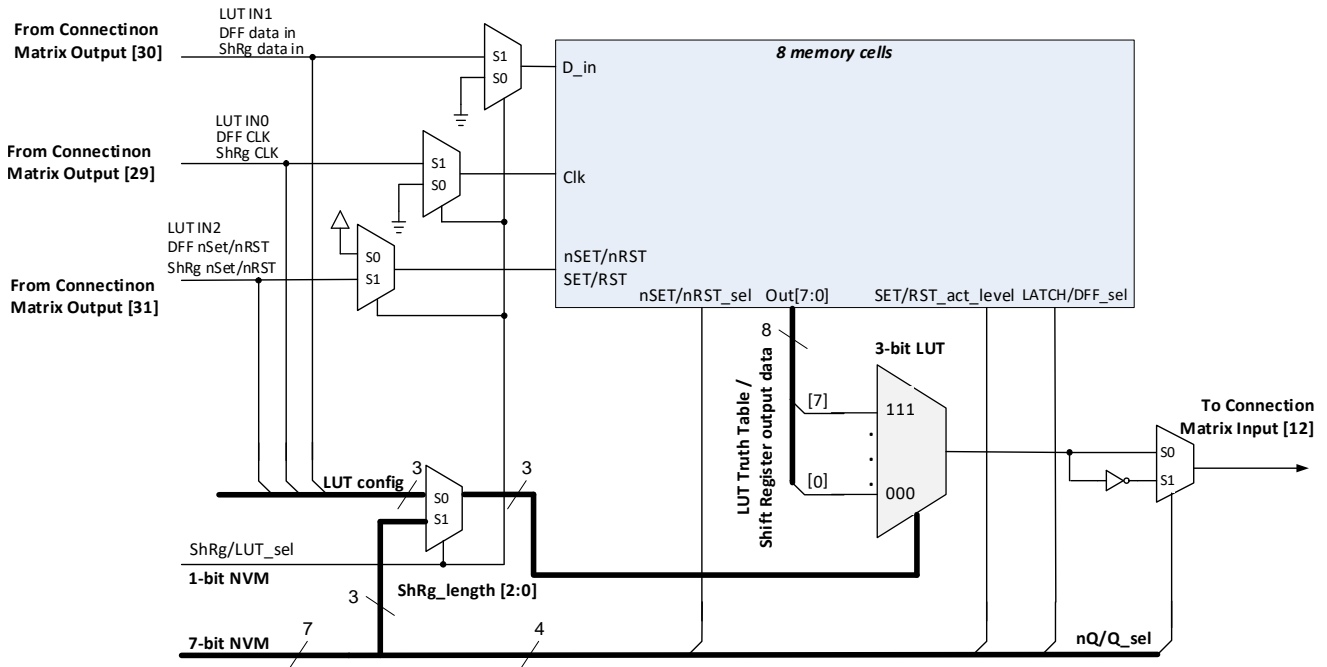 LUT IN1
DFF data in
ShRg data in
From Connectinon
Matrix Output [30]
S1
S0
D_in
8 memory cells
LUT IN0
DFF CLK
ShRg CLK
From Connectinon
Matrix Output [29]
S1
S0
Clk
LUT IN2
DFF nSet/nRST
ShRg nSet/nRST
From Connectinon
Matrix Output [31]
S0
S1
nSET/nRST
SET/RST
nSET/nRST_sel
Out[7:0]
SET/RST_act_level
LATCH/DFF_sel
8
LUT Truth Table /
Shift Register output data
3-bit LUT
[7]
111
[0]
000
To Connection
Matrix Input [12]
S0
S1
LUT config
3
3
S0
S1
ShRg/LUT_sel
1-bit NVM
3
ShRg_length [2:0]
7-bit NVM
7
4
nQ/Q_sel